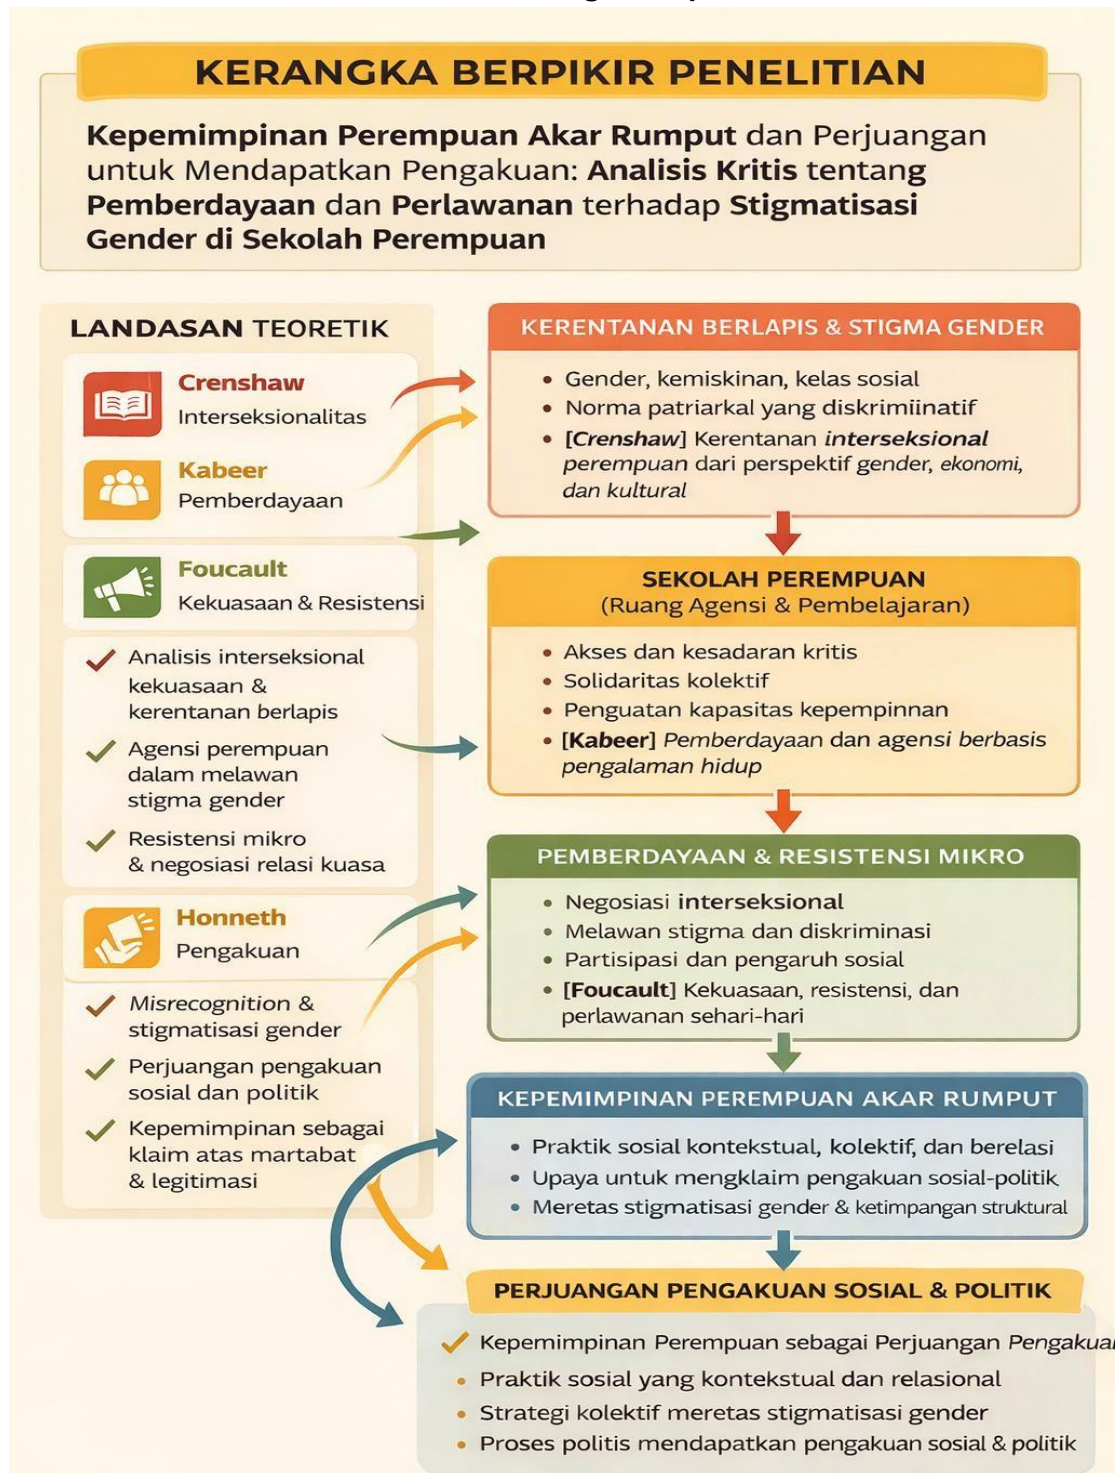 KERANGKA BERPIKIR PENELITIAN
Kepemimpinan Perempuan Akar Rumput dan Perjuangan
untuk Mendapatkan Pengakuan: Analisis Kritis tentang
Pemberdayaan dan Perlawanan terhadap Stigmatisasi
Gender di Sekolah Perempuan
LANDASAN TEORETIK
Crenshaw
Interseksionalitas
Kabeer
Pemberdayaan
Foucault
Kekuasaan & Resistensi
Analisis interseksional
kekuasaan &
kerentanan berlapis
Agensi perempuan
dalam melawan
stigma gender
Resistensi mikro
& negosiasi relasi kuasa
Honneth
Pengakuan
Misrecognition &
stigmatisasi gender
Perjuangan pengakuan
sosial dan politik
Kepemimpinan sebagai
klaim atas martabat
& legitimasi
KERENTANAN BERLAPIS & STIGMA GENDER
• Gender, kemiskinan, kelas sosial
• Norma patriarkal yang diskrimiinatif
• [Crenshaw] Kerentanan interseksional
perempuan dari perspektif gender, ekonomi,
dan kultural
SEKOLAH PEREMPUAN
(Ruang Agensi & Pembelajaran)
• Akses dan kesadaran kritis
• Solidaritas kolektif
• Penguatan kapasitas kepempinnan
• [Kabeer] Pemberdayaan dan agensi berbasis
pengalaman hidup
PEMBERDAYAAN & RESISTENSI MIKRO
• Negosiasi interseksional
• Melawan stigma dan diskriminasi
• Partisipasi dan pengaruh sosial
• [Foucault] Kekuasaan, resistensi, dan
perlawanan sehari-hari
KEPEMIMPINAN PEREMPUAN AKAR RUMPUT
• Praktik sosial kontekstual, kolektif, dan berelasi
• Upaya untuk mengklaim pengakuan sosial-politik
• Meretas stigmatisasi gender & ketimpangan struktural
PERJUANGAN PENGAKUAN SOSIAL & POLITIK
Kepemimpinan Perempuan sebagai Perjuangan Pengakua
• Praktik sosial yang kontekstual dan relasional
• Strategi kolektif meretas stigmatisasi gender
• Proses politis mendapatkan pengakuan sosial & politik